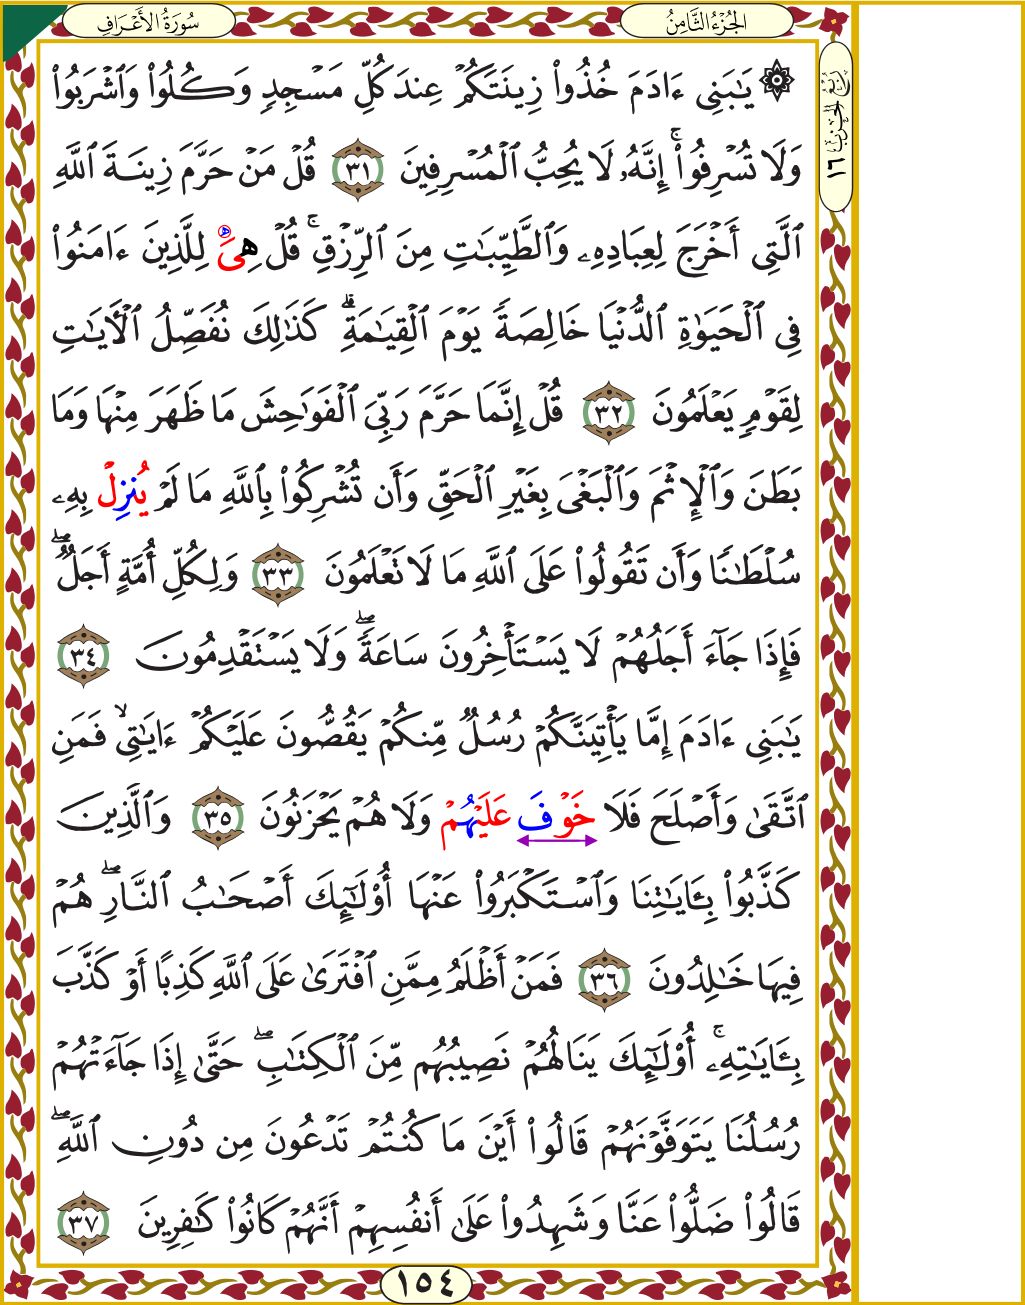 الجُزْءُ الثَّامِنُ
سُورَةُ الأَعْرَافِ
رُبْعُ الحِزْبِ ١٦
۞ يَٰبَنِىٓ ءَادَمَ خُذُوا۟ زِينَتَكُمْ عِندَ كُلِّ مَسْجِدٍ وَكُلُوا۟ وَٱشْرَبُوا۟
وَلَا تُسْرِفُوٓا۟ ۚ إِنَّهُۥ لَا يُحِبُّ ٱلْمُسْرِفِينَ ٣١ قُلْ مَنْ حَرَّمَ زِينَةَ ٱللَّهِ
ٱلَّتِىٓ أَخْرَجَ لِعِبَادِهِۦ وَٱلطَّيِّبَٰتِ مِنَ ٱلرِّزْقِ ۚ قُلْ هِىَ لِلَّذِينَ ءَامَنُوا۟
فِى ٱلْحَيَوٰةِ ٱلدُّنْيَا خَالِصَةً يَوْمَ ٱلْقِيَٰمَةِ ۗ كَذَٰلِكَ نُفَصِّلُ ٱلْأَيَٰتِ
لِقَوْمٍ يَعْلَمُونَ ٣٢ قُلْ إِنَّمَا حَرَّمَ رَبِّىَ ٱلْفَوَٰحِشَ مَا ظَهَرَ مِنْهَا وَمَا
بَطَنَ وَٱلْإِثْمَ وَٱلْبَغْىَ بِغَيْرِ ٱلْحَقِّ وَأَن تُشْرِكُوا۟ بِٱللَّهِ مَا لَمْ يُنزِلْ بِهِۦ
سُلْطَٰنًا وَأَن تَقُولُوا۟ عَلَى ٱللَّهِ مَا لَا تَعْلَمُونَ ٣٣ وَلِكُلِّ أُمَّةٍ أَجَلٌ ۖ
فَإِذَا جَآءَ أَجَلُهُمْ لَا يَسْتَأْخِرُونَ سَاعَةً ۖ وَلَا يَسْتَقْدِمُونَ ٣٤
يَٰبَنِىٓ ءَادَمَ إِمَّا يَأْتِيَنَّكُمْ رُسُلٌ مِّنكُمْ يَقُصُّونَ عَلَيْكُمْ ءَايَٰتِى ۙ فَمَنِ
ٱتَّقَىٰ وَأَصْلَحَ فَلَا خَوْفَ عَلَيْهُمْ وَلَا هُمْ يَحْزَنُونَ ٣٥ وَٱلَّذِينَ
كَذَّبُوا۟ بِـَٔايَٰتِنَا وَٱسْتَكْبَرُوا۟ عَنْهَآ أُو۟لَٰٓئِكَ أَصْحَٰبُ ٱلنَّارِ ۖ هُمْ
فِيهَا خَٰلِدُونَ ٣٦ فَمَنْ أَظْلَمُ مِمَّنِ ٱفْتَرَىٰ عَلَى ٱللَّهِ كَذِبًا أَوْ كَذَّبَ
بِـَٔايَٰتِهِۦٓ ۚ أُو۟لَٰٓئِكَ يَنَالُهُمْ نَصِيبُهُم مِّنَ ٱلْكِتَٰبِ ۖ حَتَّىٰٓ إِذَا جَآءَتْهُمْ
رُسُلُنَا يَتَوَفَّوْنَهُمْ قَالُوٓا۟ أَيْنَ مَا كُنتُمْ تَدْعُونَ مِن دُونِ ٱللَّهِ ۖ
قَالُوا۟ ضَلُّوا۟ عَنَّا وَشَهِدُوا۟ عَلَىٰٓ أَنفُسِهِمْ أَنَّهُمْ كَانُوا۟ كَٰفِرِينَ ٣٧
١٥٤